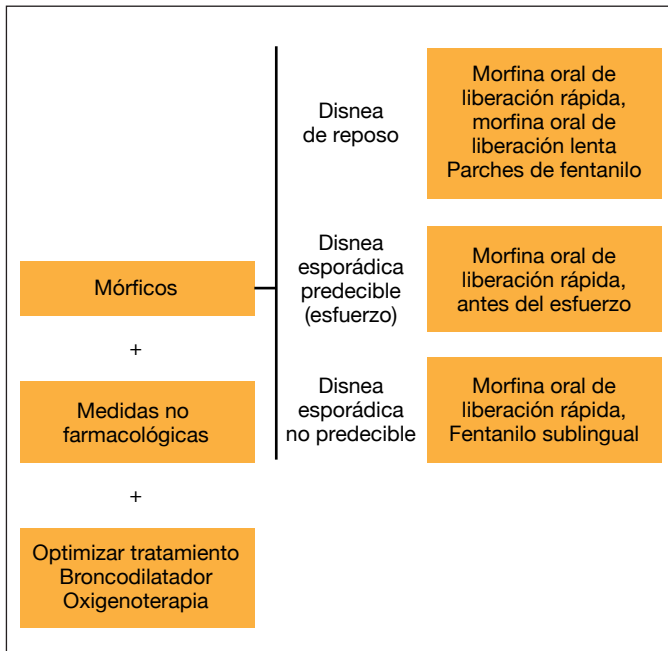 Mórficos
+
Medidas no
farmacológicas
+
Optimizar tratamiento
Broncodilatador
Oxigenoterapia
Disnea
de reposo
Morfina oral de
liberación rápida,
morfina oral de
liberación lenta
Parches de fentanilo
Disnea
esporádica
predecible
(esfuerzo)
Morfina oral de
liberación rápida,
antes del esfuerzo
Disnea
esporádica
no predecible
Morfina oral de
liberación rápida,
Fentanilo sublingual